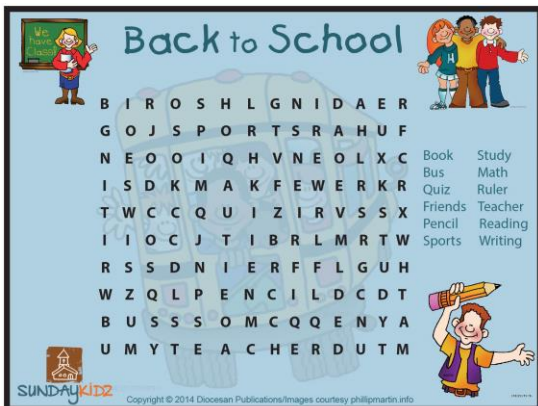 We
have
Class!
Back to School
H
B I R O S H L G N I D A E R
G O J S P O R T S R A H U F
N E O O I Q H V N E O L X C
I S D K M A K F E W E R K R
T W C C Q U I Z I R V S S X
I I O C J T I B R L M R T W
R S S D N I E R F F L G U H
W Z Q L P E N C I L D C D T
B U S S S O M C Q Q E N Y A
U M Y T E A C H E R D U T M
Book Study
Bus Math
Quiz Ruler
Friends Teacher
Pencil Reading
Sports Writing
SUNDAYKIDZ
Copyright © 2014 Diocesan Publications/Images courtesy phillipmartin.info